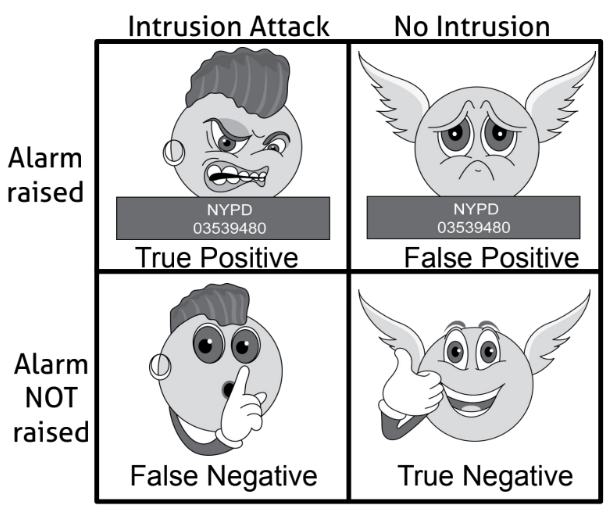 Intrusion Attack
No Intrusion
Alarm
raised
NYPD
03539480
True Positive
NYPD
03539480
False Positive
Alarm
NOT
raised
False Negative
True Negative